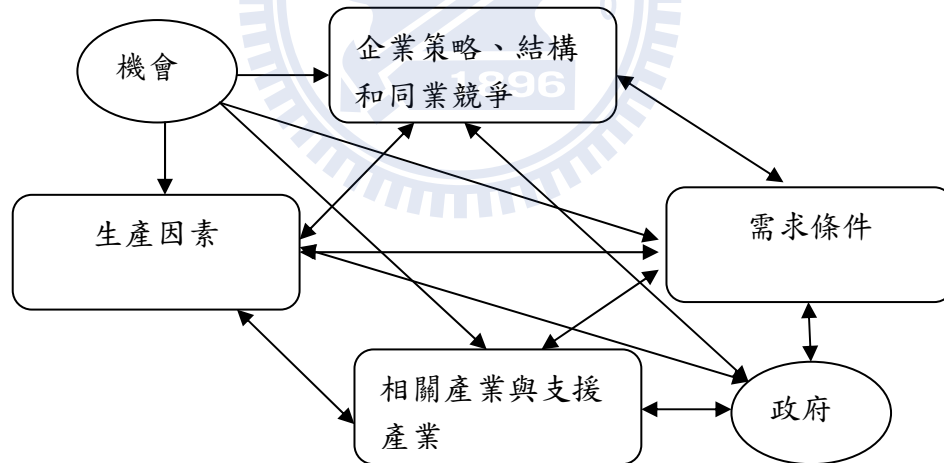 機會
企業策略、結構
和同業競爭
1896
生產因素
需求條件
相關產業與支援
產業
政府